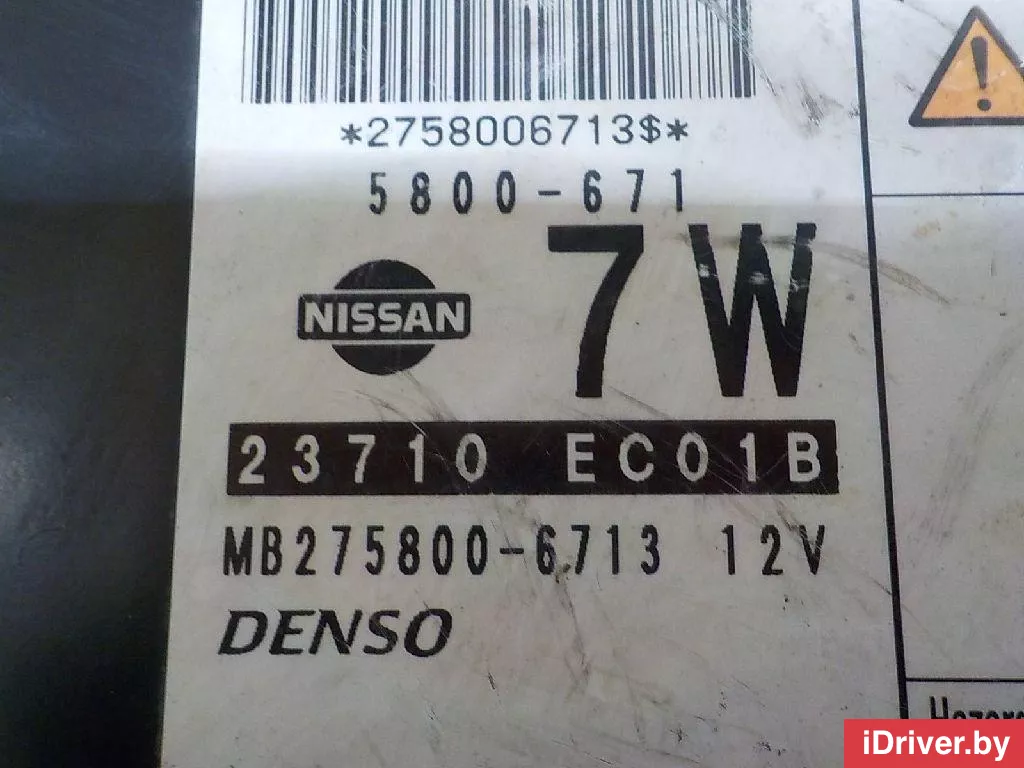 *2758006713$*
5800-671
NISSAN
7W
23710 EC01B
MB275800-6713 12V
DENSO
iDriver.by